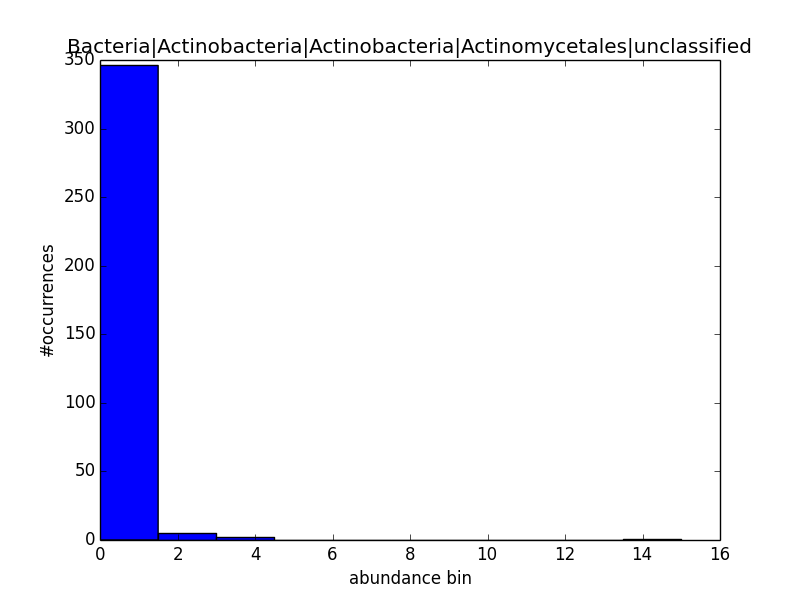 Bacteria|Actinobacteria|Actinobacteria|Actinomycetales|unclassified
350
300
250
200
150
100
50
0
#occurrences
0 2 4 6 8 10 12 14 16
abundance bin